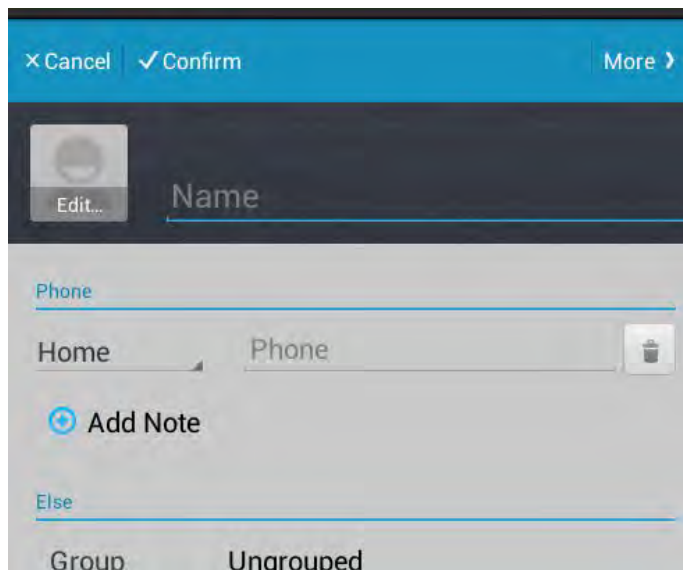 × Cancel ✓ Confirm More ❯
Edit...
Name
Phone
Home Phone
Add Note
Else
Group Ungrouped